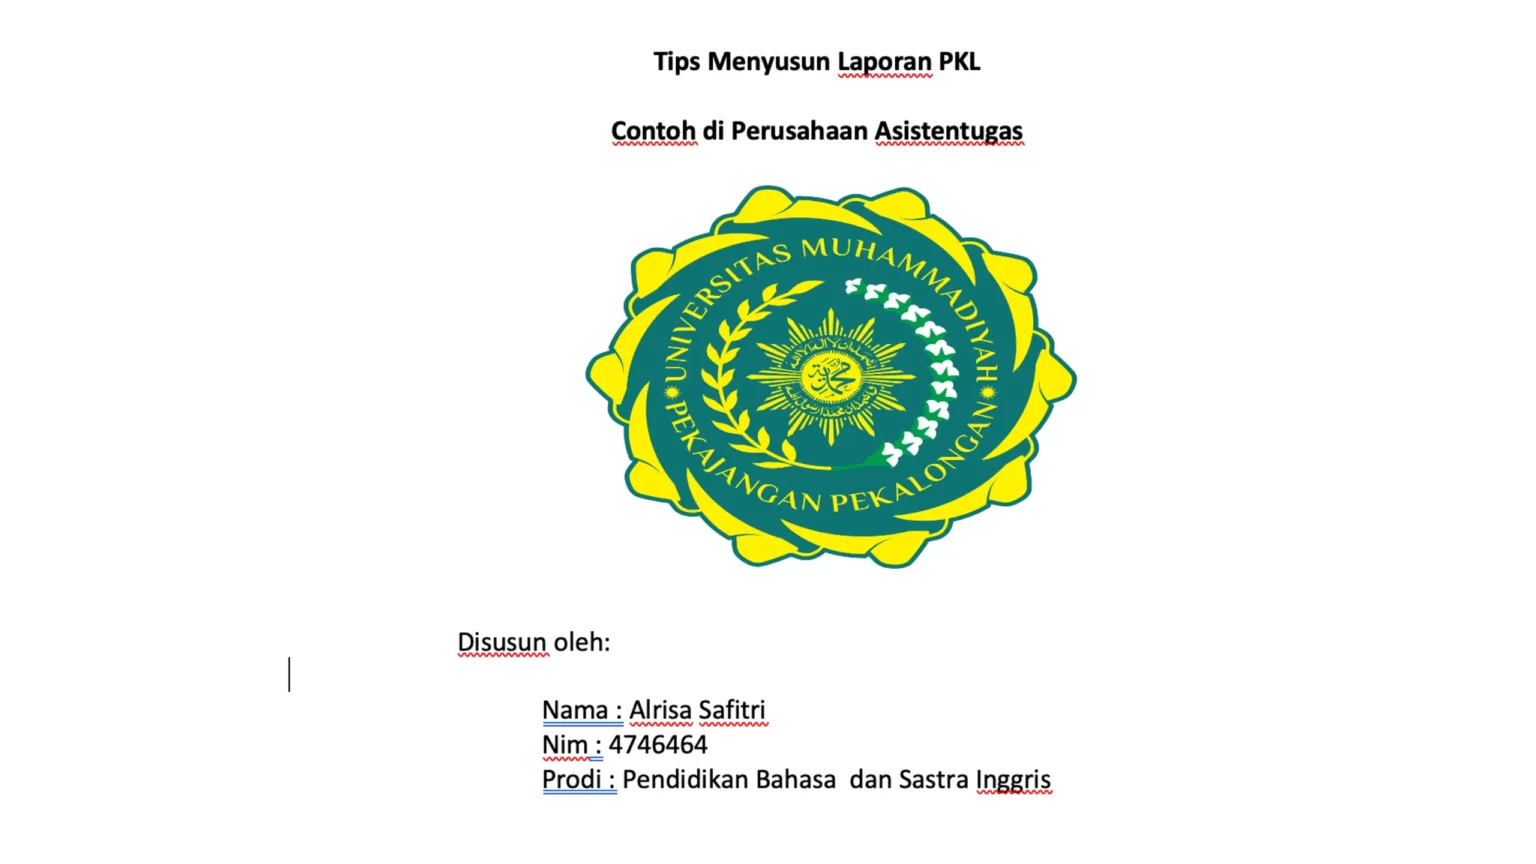 Tips Menyusun Laporan PKL
Contoh di Perusahaan Asistentugas
UNIVERSITAS MUHAMMADIYAH
PEKAJANGAN PEKALONGAN
Disusun oleh:
Nama : Alrisa Safitri
Nim : 4746464
Prodi : Pendidikan Bahasa  dan Sastra Inggris